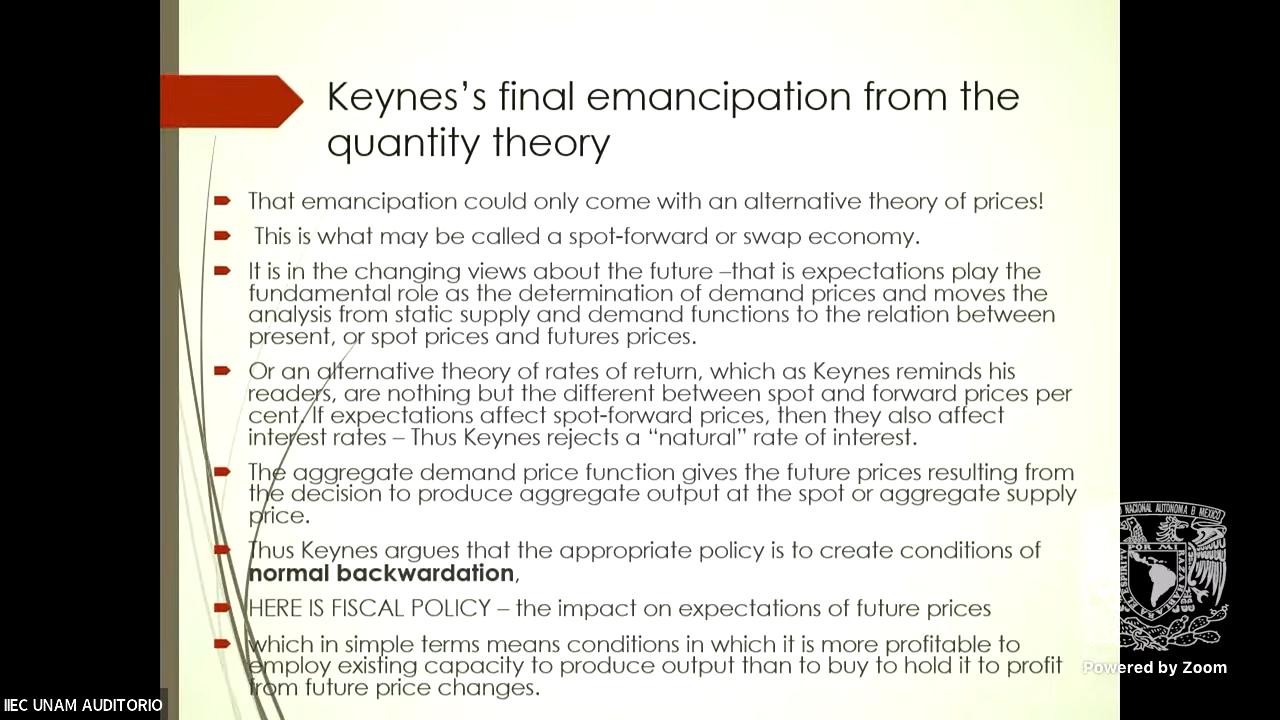 Keynes's final emancipation from the
quantity theory
That emancipation could only come with an alternative theory of prices!
This is what may be called a spot-forward or swap economy.
It is in the changing views about the future –that is expectations play the
fundamental role as the determination of demand prices and moves the
analysis from static supply and demand functions to the relation between
present, or spot prices and futures prices.
Or an alternative theory of rates of return, which as Keynes reminds his
readers, are nothing but the different between spot and forward prices per
cent. If expectations affect spot-forward prices, then they also affect
interest rates – Thus Keynes rejects a “natural” rate of interest.
The aggregate demand price function gives the future prices resulting from
the decision to produce aggregate output at the spot or aggregate supply
price.
Thus Keynes argues that the appropriate policy is to create conditions of
normal backwardation,
HERE IS FISCAL POLICY – the impact on expectations of future prices
which in simple terms means conditions in which it is more profitable to
employ existing capacity to produce output than to buy to hold it to profit
from future price changes.
NACIONAL AUTONOMA
MEXICO
POR MI
Powered by Zoom
IIEC UNAM AUDITORIO